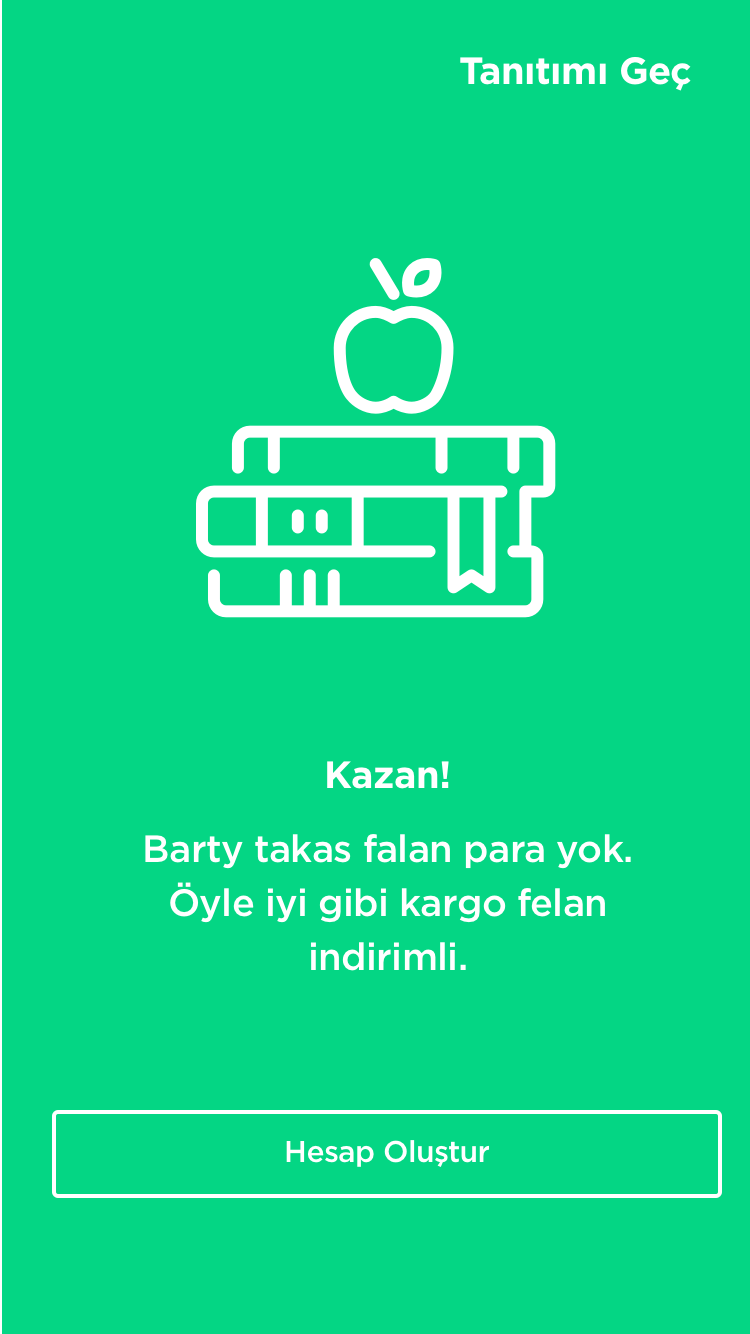 Tanıtımı Geç
Kazan!
Barty takas falan para yok.
Öyle iyi gibi kargo felan
indirimli.
Hesap Oluştur